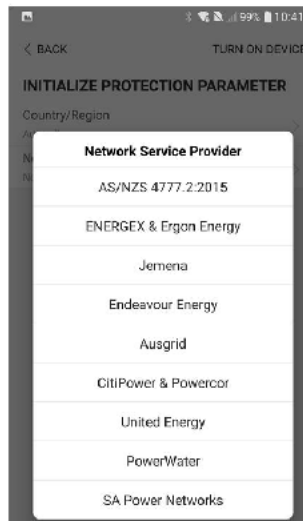 99% 10:41
BACK TURN ON DEVICE
INITIALIZE PROTECTION PARAMETER
Country/Region
Network Service Provider
AS/NZS 4777.2:2015
ENERGEX & Ergon Energy
Jemena
Endeavour Energy
Ausgrid
CitiPower & Powercor
United Energy
PowerWater
SA Power Networks